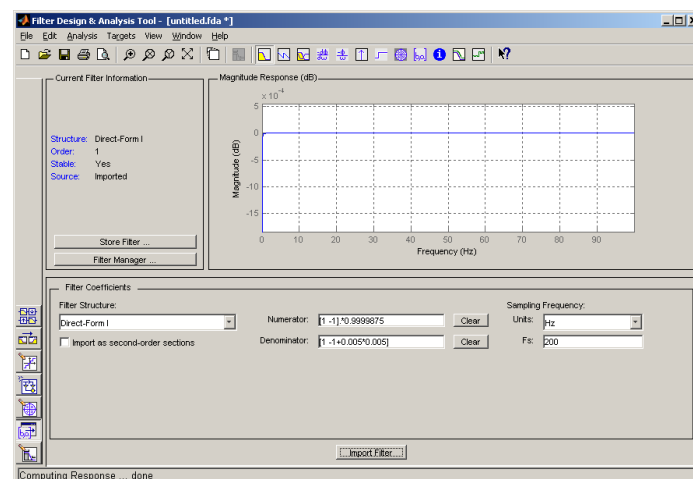 Filter Design & Analysis Tool - [untitled.fda *]
File Edit Analysis Targets View Window Help
Current Filter Information
Structure: Direct-Form I
Order: 1
Stable: Yes
Source: Imported
Store Filter ...
Filter Manager ...
Magnitude Response (dB)
x 10^-4
5
0
-5
-10
-15
Magnitude (dB)
0 10 20 30 40 50 60 70 80 90
Frequency (Hz)
Filter Coefficients
Filter Structure:
Direct-Form I
Import as second-order sections
Numerator: [1 -1].*0.9999875 Clear
Denominator: [1 -1+0.005*0.005] Clear
Sampling Frequency:
Units: Hz
Fs: 200
Import Filter
Computing Response ... done